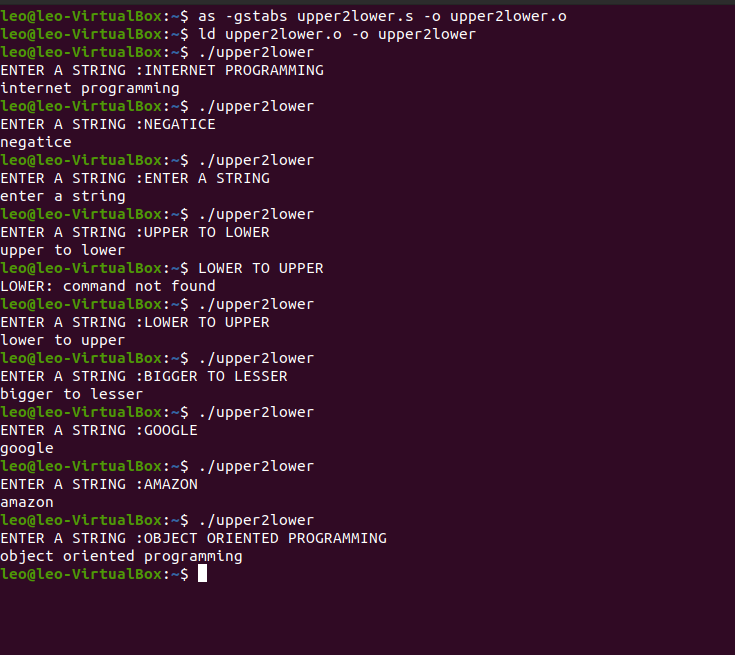 leo@leo-VirtualBox:~$ as -gstabs upper2lower.s -o upper2lower.o
leo@leo-VirtualBox:~$ ld upper2lower.o -o upper2lower
leo@leo-VirtualBox:~$ ./upper2lower
ENTER A STRING :INTERNET PROGRAMMING
internet programming
leo@leo-VirtualBox:~$ ./upper2lower
ENTER A STRING :NEGATICE
negatice
leo@leo-VirtualBox:~$ ./upper2lower
ENTER A STRING :ENTER A STRING
enter a string
leo@leo-VirtualBox:~$ ./upper2lower
ENTER A STRING :UPPER TO LOWER
upper to lower
leo@leo-VirtualBox:~$ LOWER TO UPPER
LOWER: command not found
leo@leo-VirtualBox:~$ ./upper2lower
ENTER A STRING :LOWER TO UPPER
lower to upper
leo@leo-VirtualBox:~$ ./upper2lower
ENTER A STRING :BIGGER TO LESSER
bigger to lesser
leo@leo-VirtualBox:~$ ./upper2lower
ENTER A STRING :GOOGLE
google
leo@leo-VirtualBox:~$ ./upper2lower
ENTER A STRING :AMAZON
amazon
leo@leo-VirtualBox:~$ ./upper2lower
ENTER A STRING :OBJECT ORIENTED PROGRAMMING
object oriented programming
leo@leo-VirtualBox:~$